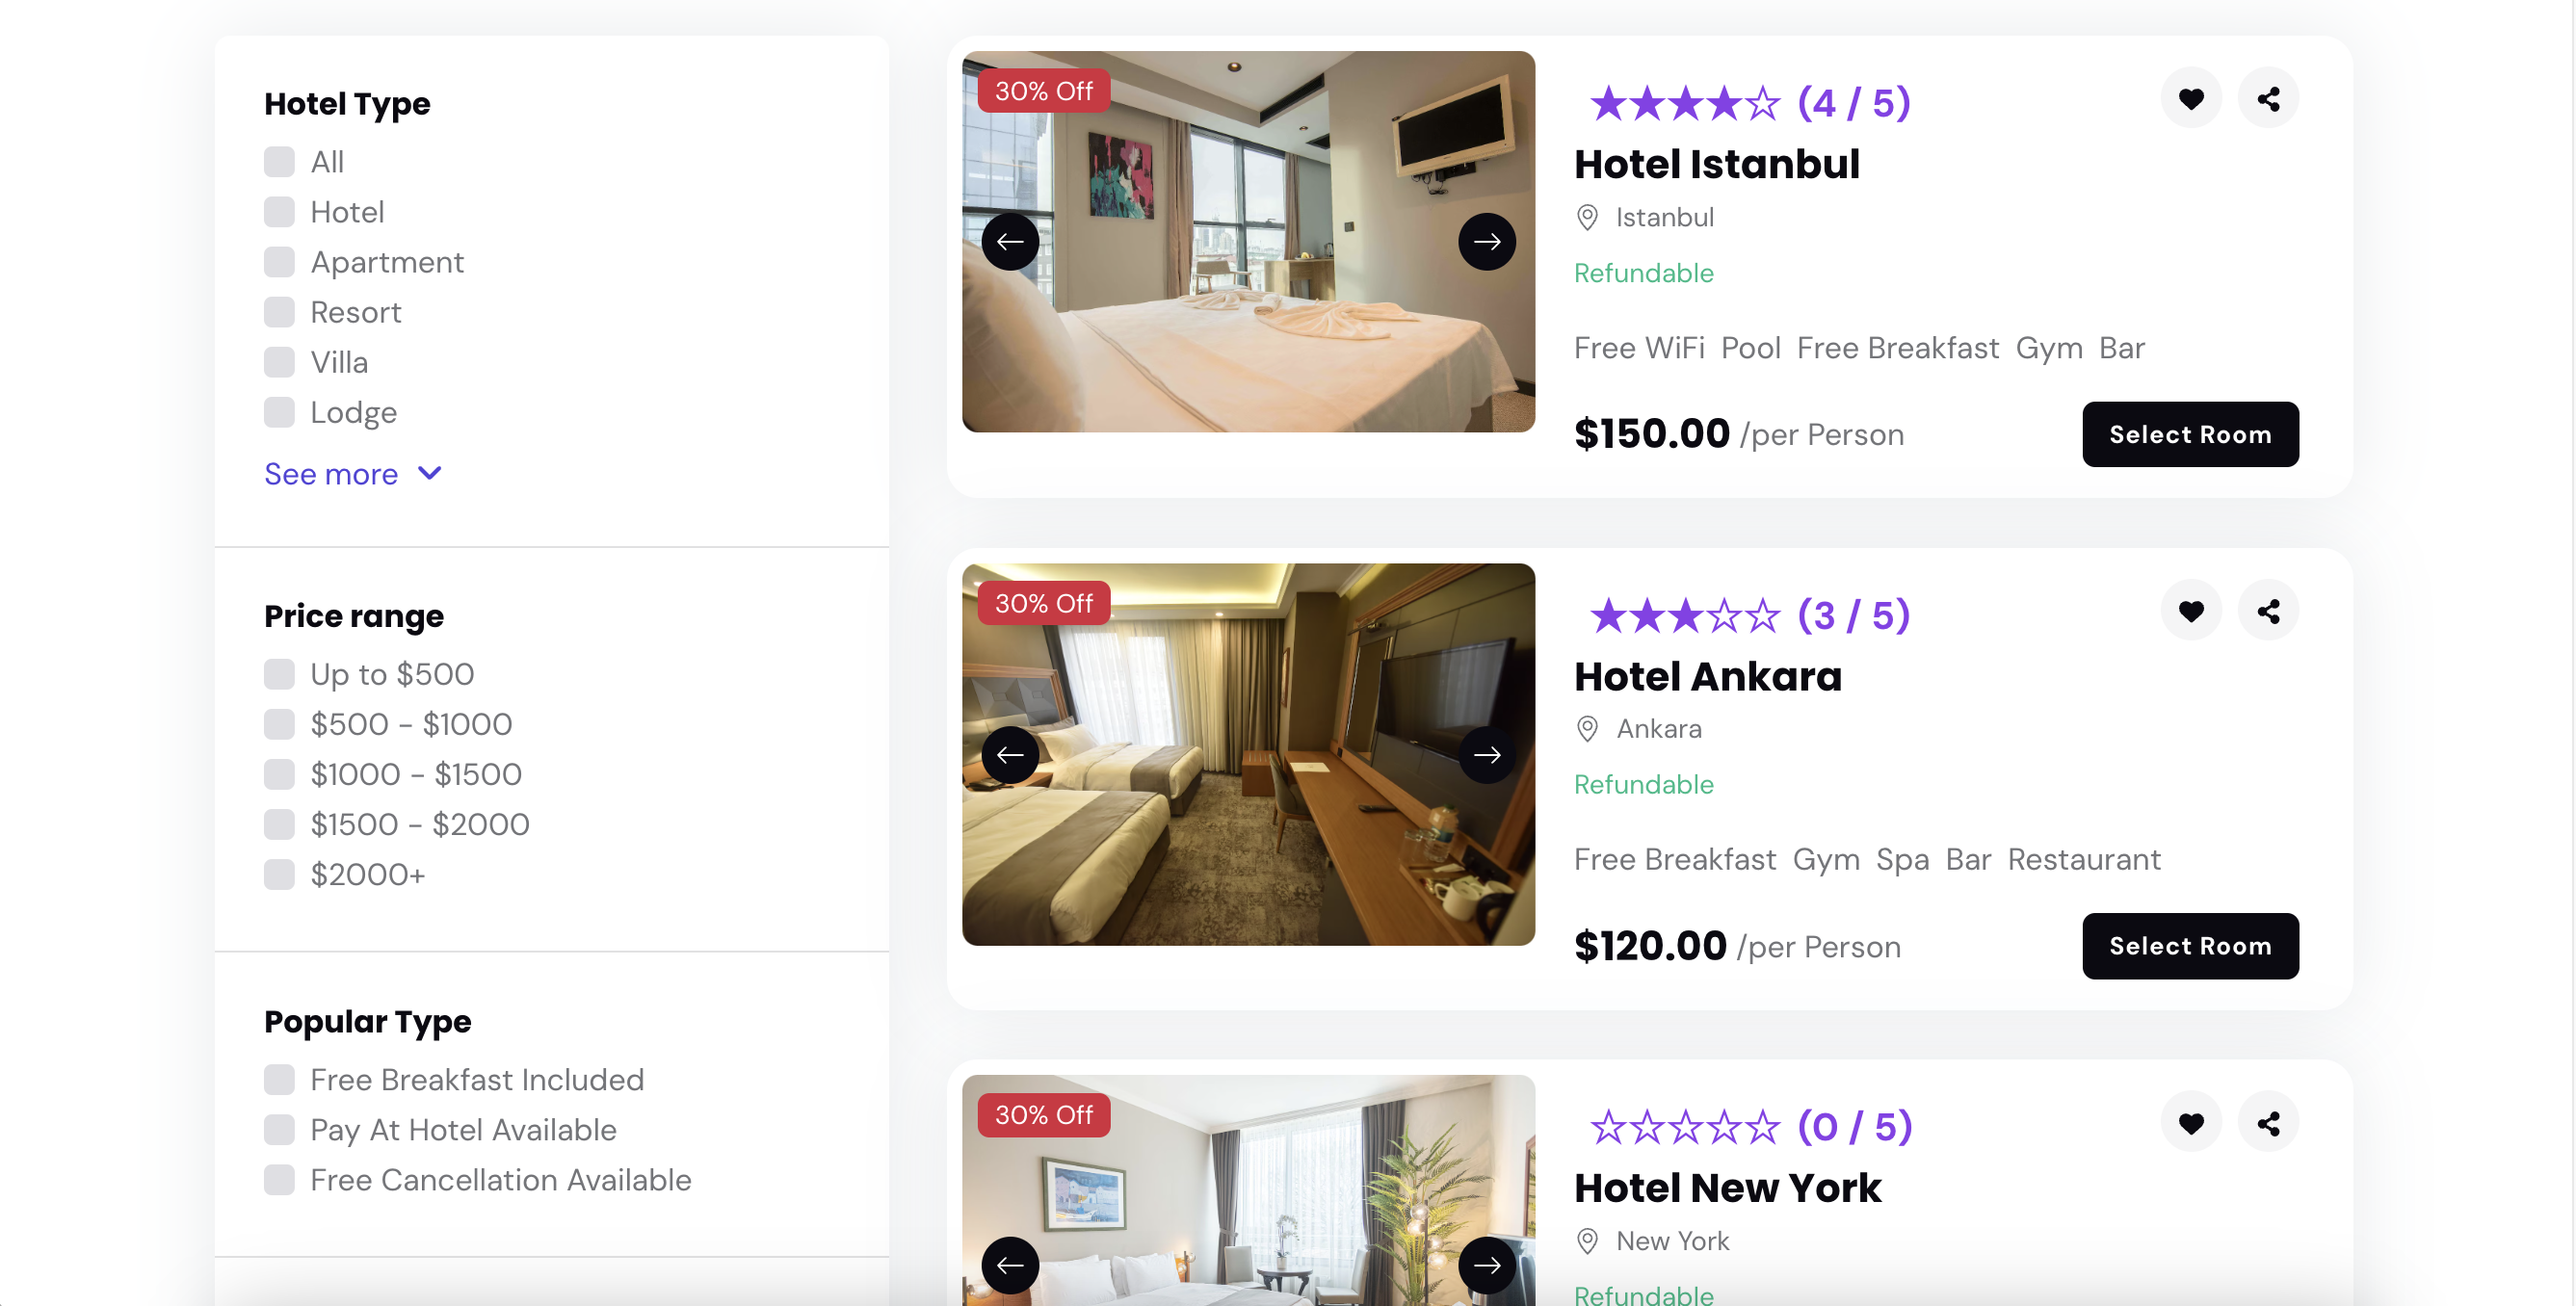 Hotel Type
All
Hotel
Apartment
Resort
Villa
Lodge
See more
Price range
Up to $500
$500 - $1000
$1000 - $1500
$1500 - $2000
$2000+
Popular Type
Free Breakfast Included
Pay At Hotel Available
Free Cancellation Available
30% Off
★★★★☆ (4 / 5)
Hotel Istanbul
Istanbul
Refundable
Free WiFi Pool Free Breakfast Gym Bar
$150.00 /per Person
Select Room
30% Off
★★★☆☆ (3 / 5)
Hotel Ankara
Ankara
Refundable
Free Breakfast Gym Spa Bar Restaurant
$120.00 /per Person
Select Room
30% Off
☆☆☆☆☆ (0 / 5)
Hotel New York
New York
Refundable